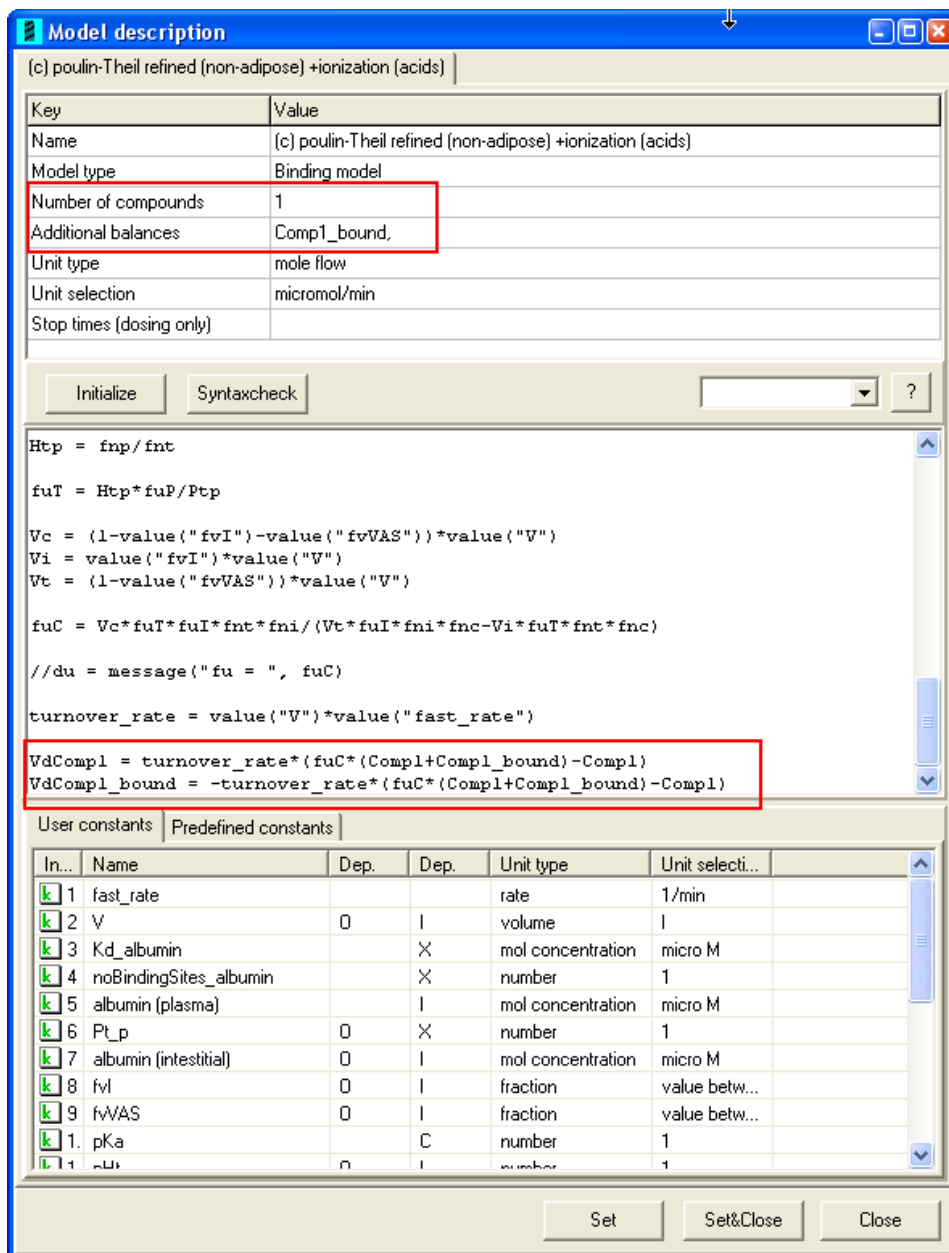 Model description
(c) poulin-Theil refined (non-adipose) +ionization (acids)
Key Value
Name (c) poulin-Theil refined (non-adipose) +ionization (acids)
Model type Binding model
Number of compounds 1
Additional balances Comp1_bound,
Unit type mole flow
Unit selection micromol/min
Stop times (dosing only)
Initialize Syntaxcheck ?
Htp = fnp/fnt
fuT = Htp*fuP/Ptp
Vc = (1-value("fvI")-value("fvVAS"))*value("V")
Vi = value("fvI")*value("V")
Vt = (1-value("fvVAS"))*value("V")
fuC = Vc*fuT*fuI*fnt*fni/(Vt*fuI*fni*fnc-Vi*fuT*fnt*fnc)
//du = message("fu = ", fuC)
turnover_rate = value("V")*value("fast_rate")
VdComp1 = turnover_rate*(fuC*(Comp1+Comp1_bound)-Comp1)
VdComp1_bound = -turnover_rate*(fuC*(Comp1+Comp1_bound)-Comp1)
User constants Predefined constants
In... Name Dep. Dep. Unit type Unit selecti...
k 1 fast_rate rate 1/min
k 2 V O I volume l
k 3 Kd_albumin X mol concentration micro M
k 4 noBindingSites_albumin X number 1
k 5 albumin (plasma) I mol concentration micro M
k 6 Pt_p O X number 1
k 7 albumin (intestitial) O I mol concentration micro M
k 8 fvI O I fraction value betw...
k 9 fvVAS O I fraction value betw...
k 1. pKa C number 1
Set Set&Close Close